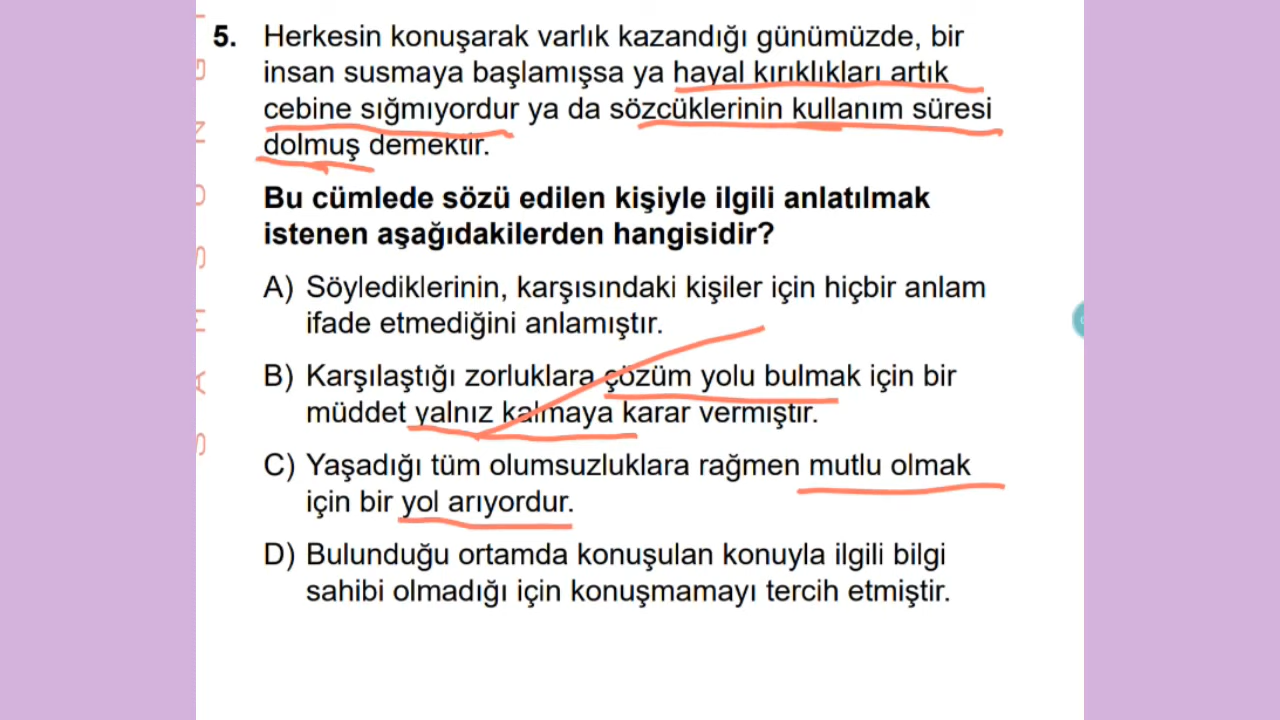 5. Herkesin konuşarak varlık kazandığı günümüzde, bir
insan susmaya başlamışsa ya hayal kırıklıkları artık
cebine sığmıyordur ya da sözcüklerinin kullanım süresi
dolmuş demektir.
Bu cümlede sözü edilen kişiyle ilgili anlatılmak
istenen aşağıdakilerden hangisidir?
A) Söylediklerinin, karşısındaki kişiler için hiçbir anlam
ifade etmediğini anlamıştır.
B) Karşılaştığı zorluklara çözüm yolu bulmak için bir
müddet yalnız kalmaya karar vermiştir.
C) Yaşadığı tüm olumsuzluklara rağmen mutlu olmak
için bir yol arıyordur.
D) Bulunduğu ortamda konuşulan konuyla ilgili bilgi
sahibi olmadığı için konuşmamayı tercih etmiştir.